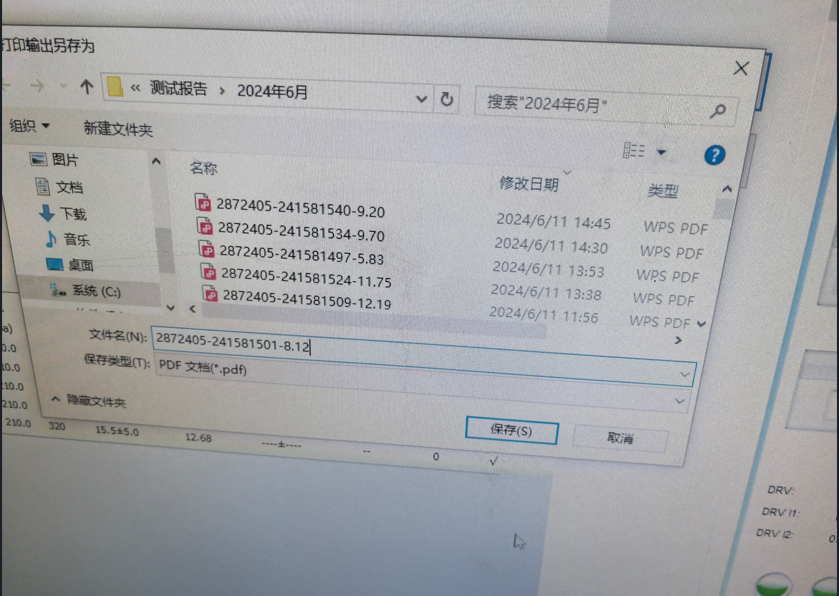 打印输出另存为
« 测试报告 › 2024年6月
搜索"2024年6月"
组织 新建文件夹
图片
文档
下载
音乐
桌面
系统 (C:)
名称 修改日期 类型
2872405-241581540-9.20 2024/6/11 14:45 WPS PDF
2872405-241581534-9.70 2024/6/11 14:30 WPS PDF
2872405-241581497-5.83 2024/6/11 13:53 WPS PDF
2872405-241581524-11.75 2024/6/11 13:38 WPS PDF
2872405-241581509-12.19 2024/6/11 11:56 WPS PDF
文件名(N): 2872405-241581501-8.12
保存类型(T): PDF 文档(*.pdf)
隐藏文件夹
保存(S) 取消
0.0
10.0
210.0
210.0
210.0 320 15.5±5.0 12.68 ----±---- -- 0 √
DRV:
DRV I1:
DRV I2: 0.